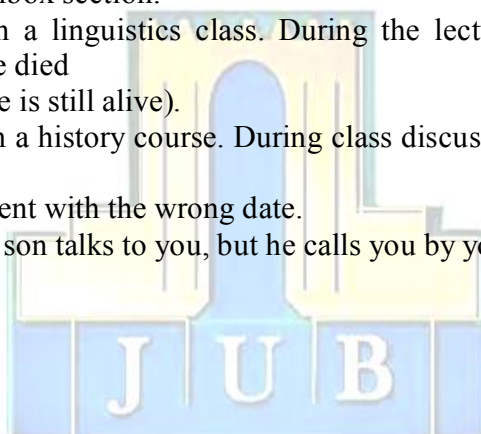 nbox section.
n a linguistics class. During the lect
e died
e is still alive).
n a history course. During class discus
ent with the wrong date.
son talks to you, but he calls you by yo
J U B